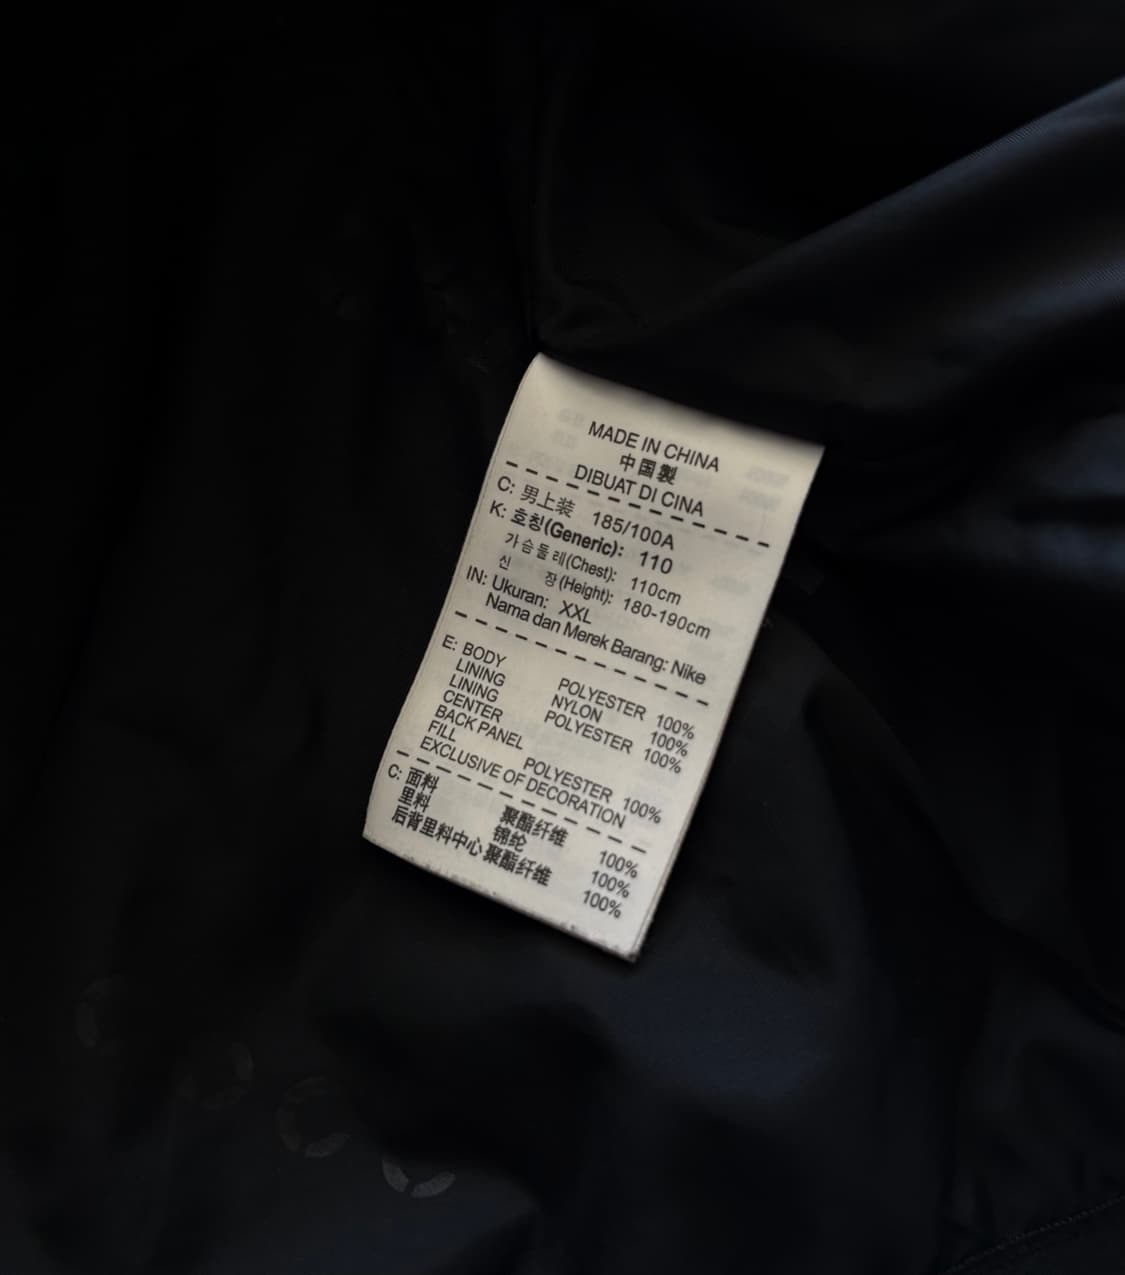 MADE IN CHINA
中国製
DIBUAT DI CINA
C: 男上装 185/100A
K: 호칭(Generic): 110
가슴둘레(Chest): 110cm
신 장(Height): 180-190cm
IN: Ukuran: XXL
Nama dan Merek Barang: Nike
E: BODY POLYESTER 100%
LINING NYLON 100%
LINING POLYESTER 100%
CENTER
BACK PANEL
FILL POLYESTER 100%
EXCLUSIVE OF DECORATION
C: 面料 聚酯纤维 100%
里料 锦纶 100%
后背里料中心 聚酯纤维 100%